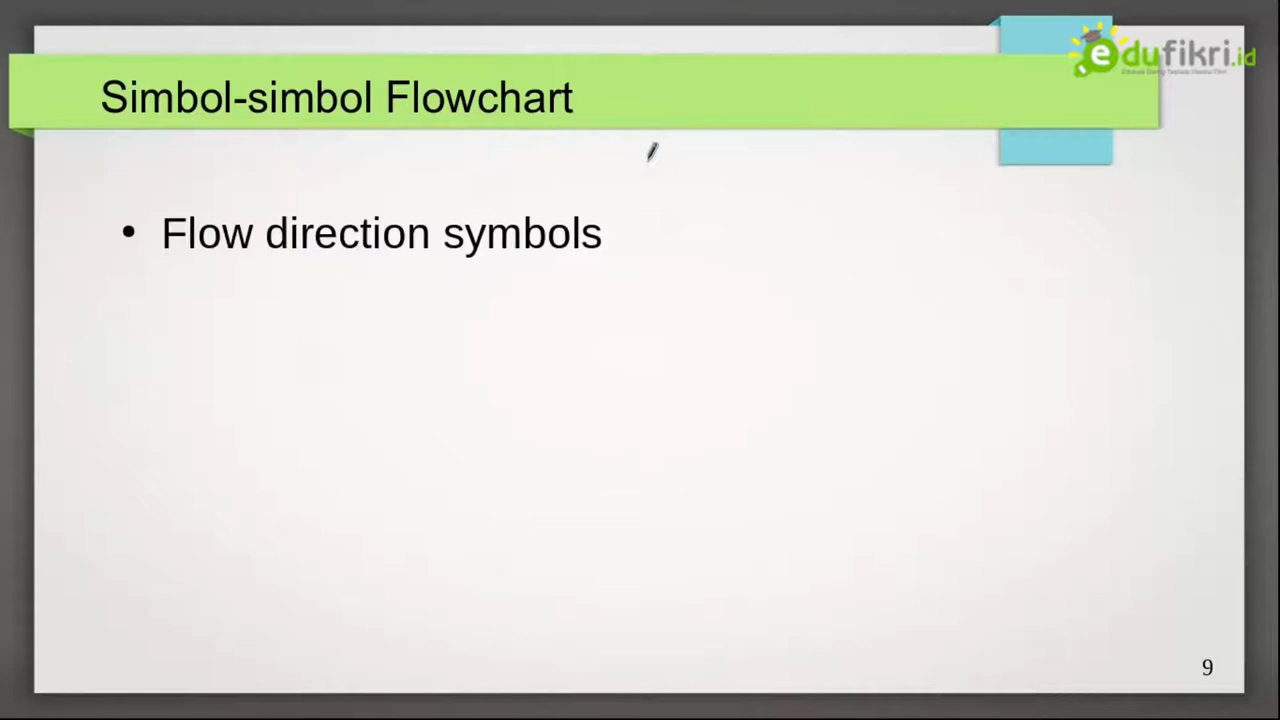 edufikri.id
Simbol-simbol Flowchart
• Flow direction symbols
9